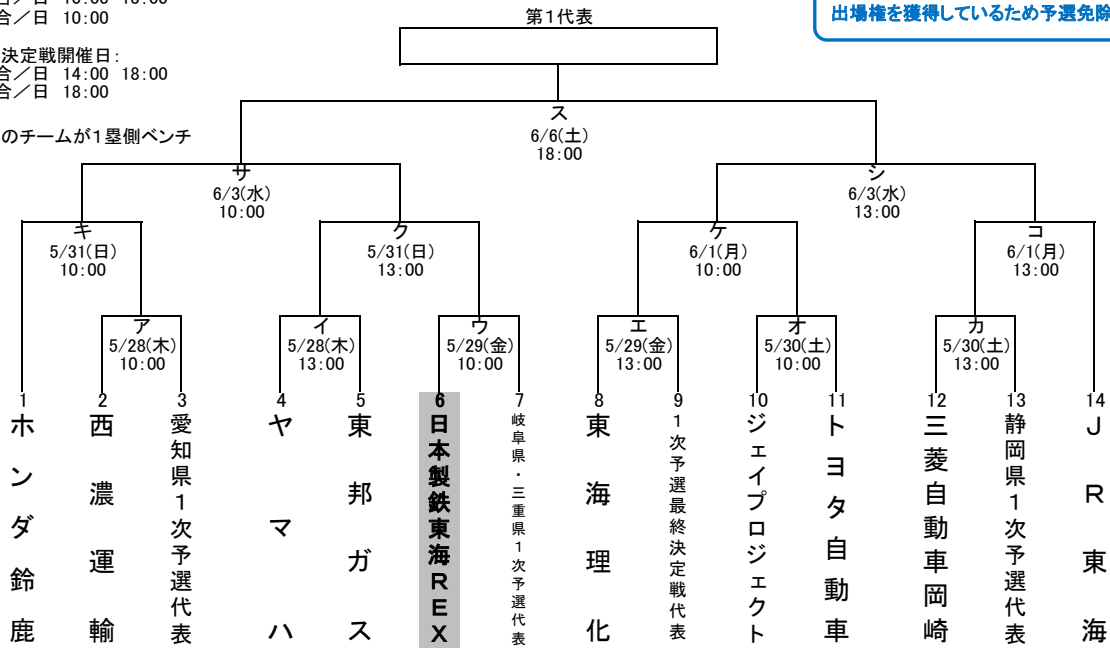 合/日 10:00
決定戦開催日:
合/日 14:00 18:00
合/日 18:00
のチームが1塁側ベンチ
出場権を獲得しているため予選免除
第1代表
ス
6/6(土)
18:00
サ
6/3(水)
10:00
シ
6/3(水)
13:00
キ
5/31(日)
10:00
ク
5/31(日)
13:00
ケ
6/1(月)
10:00
コ
6/1(月)
13:00
ア
5/28(木)
10:00
イ
5/28(木)
13:00
ウ
5/29(金)
10:00
エ
5/29(金)
13:00
オ
5/30(土)
10:00
カ
5/30(土)
13:00
1
ホンダ鈴鹿
2
西濃運輸
3
愛知県1次予選代表
4
ヤマハ
5
東邦ガス
6
日本製鉄東海REX
7
岐阜県・三重県1次予選代表
8
東海理化
9
1次予選最終決定戦代表
10
ジェイプロジェクト
11
トヨタ自動車
12
三菱自動車岡崎
13
静岡県1次予選代表
14
JR東海